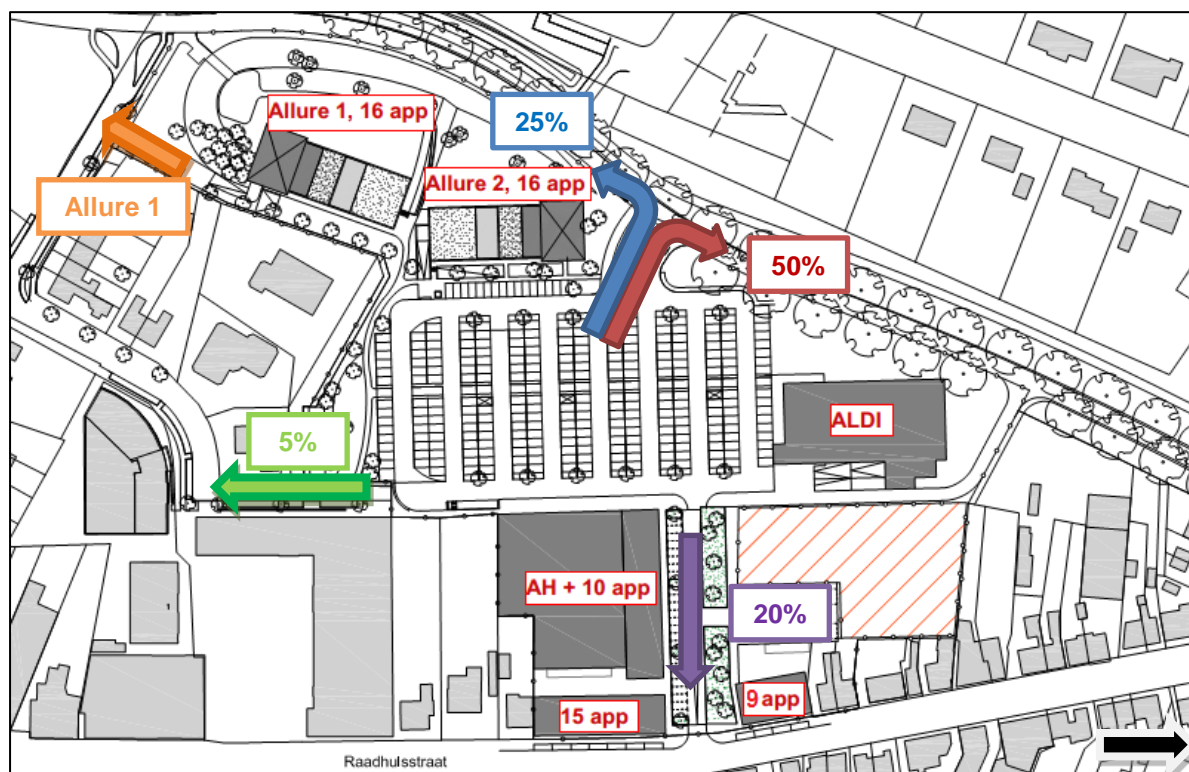 Allure 1, 16 app
25%
Allure 2, 16 app
Allure 1
50%
ALDI
5%
AH + 10 app
20%
15 app
9 app
Raadhuisstraat